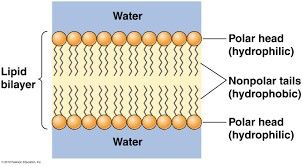 Water
Polar head
(hydrophilic)
Lipid
bilayer
Nonpolar tails
(hydrophobic)
Polar head
(hydrophilic)
Water